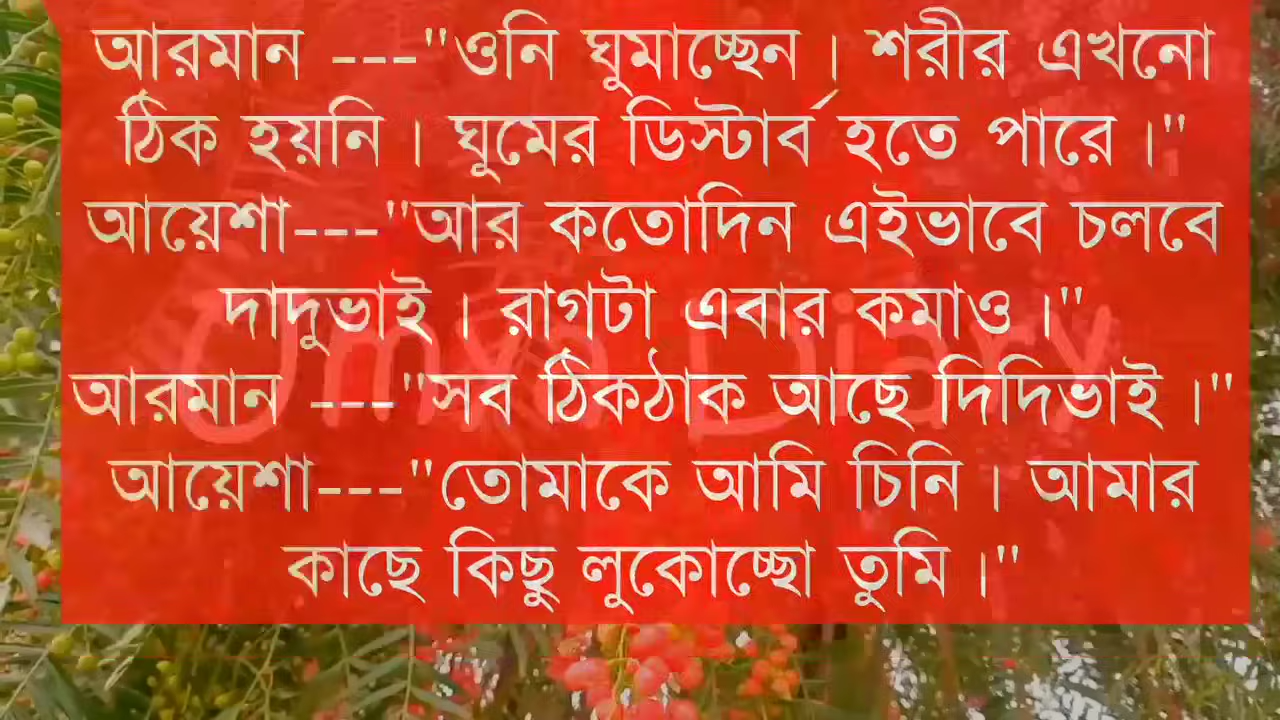 আরমান ---"ওনি ঘুমাচ্ছেন । শরীর এখনো
ঠিক হয়নি । ঘূমের ডিস্টার্ব হতে পারে ।"
আয়েশা---"আর কতোদিন এইভাবে চলবে
দাদুভাই । রাগটা এবার কমাও ।"
আরমান ---"সব ঠিকঠাক আছে দিদিভাই ।"
আয়েশা---"তোমাকে আমি চিনি । আমার
কাছে কিছু লুকোচ্ছো তুমি ।"